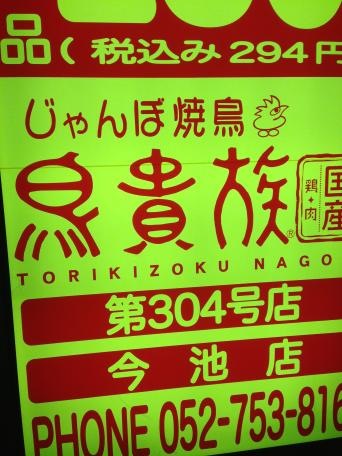 品(税込み294円
じゃんぼ焼鳥
鳥貴族®
国産
鶏・肉
TORIKIZOKU NAGO
第304号店
今池店
PHONE 052-753-816